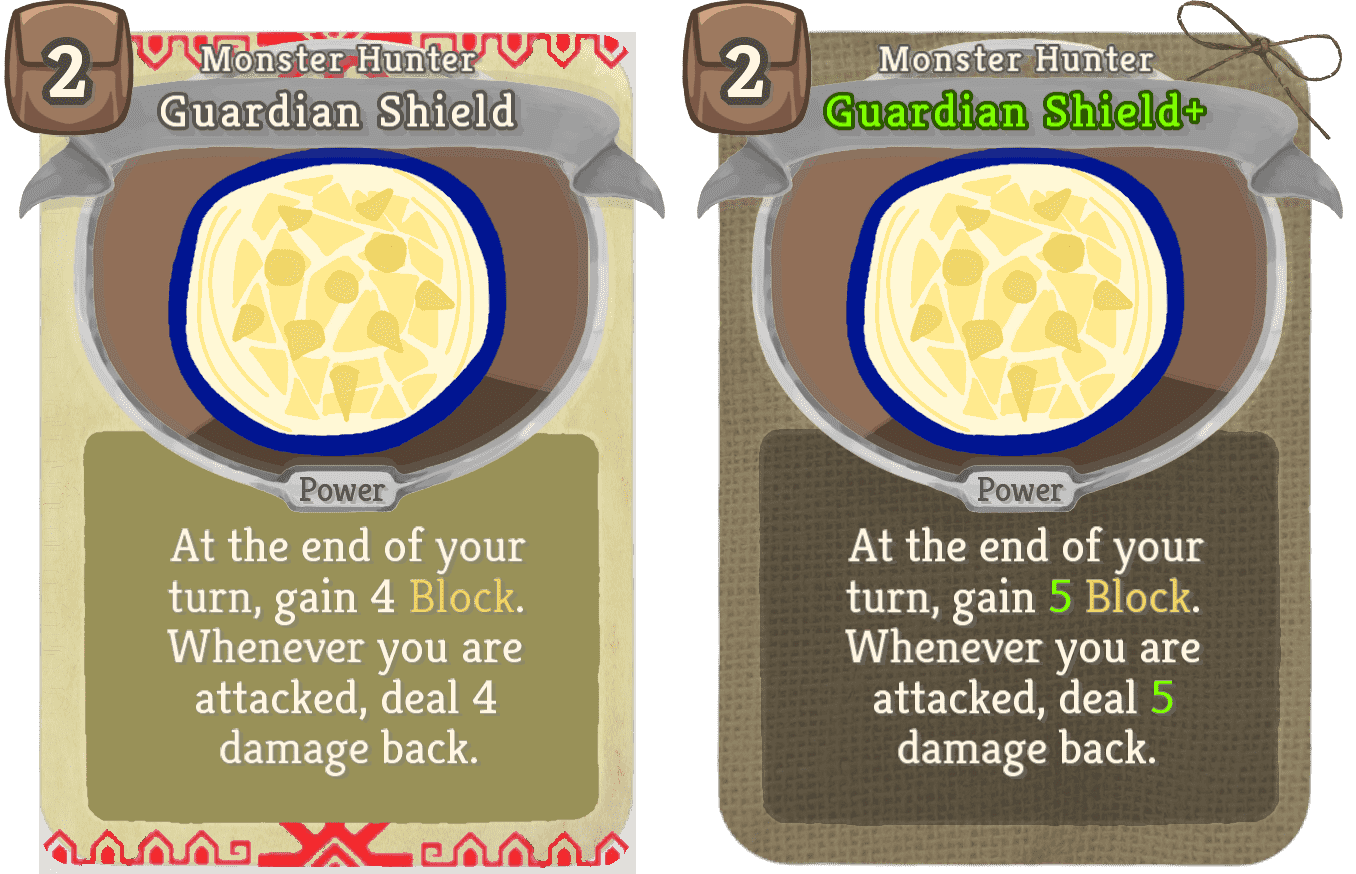 2
Monster Hunter
Guardian Shield
Power
At the end of your
turn, gain 4 Block.
Whenever you are
attacked, deal 4
damage back.
2
Monster Hunter
Guardian Shield+
Power
At the end of your
turn, gain 5 Block.
Whenever you are
attacked, deal 5
damage back.